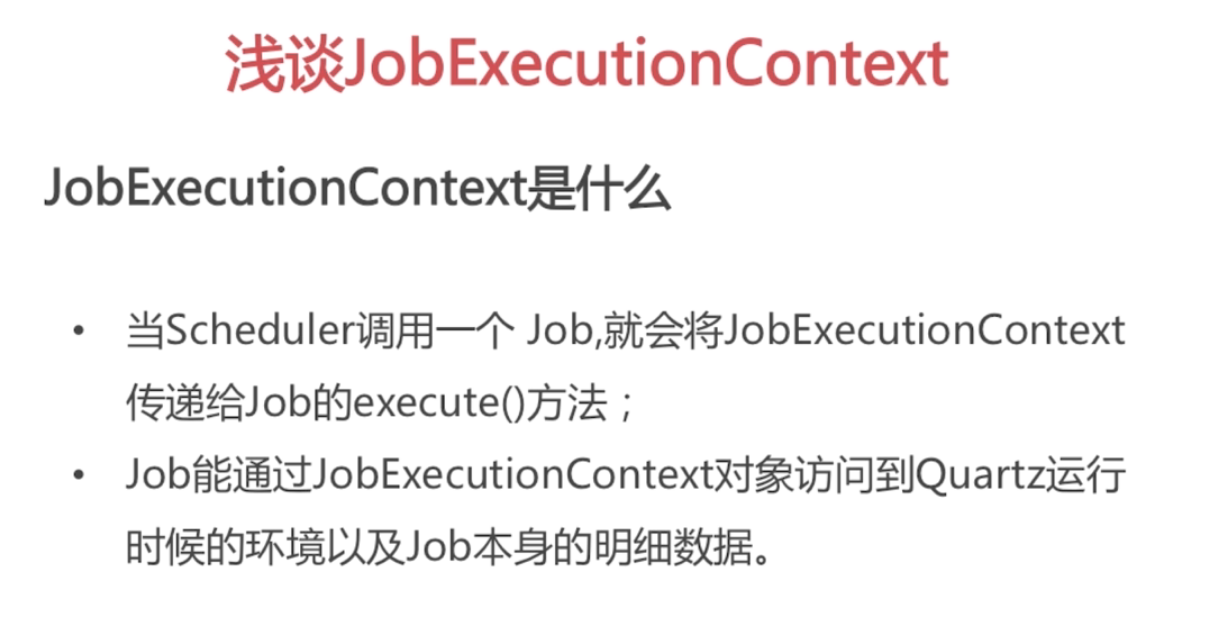 浅谈JobExecutionContext
JobExecutionContext是什么
• 当Scheduler调用一个 Job,就会将JobExecutionContext
传递给Job的execute()方法；
• Job能通过JobExecutionContext对象访问到Quartz运行
时候的环境以及Job本身的明细数据。